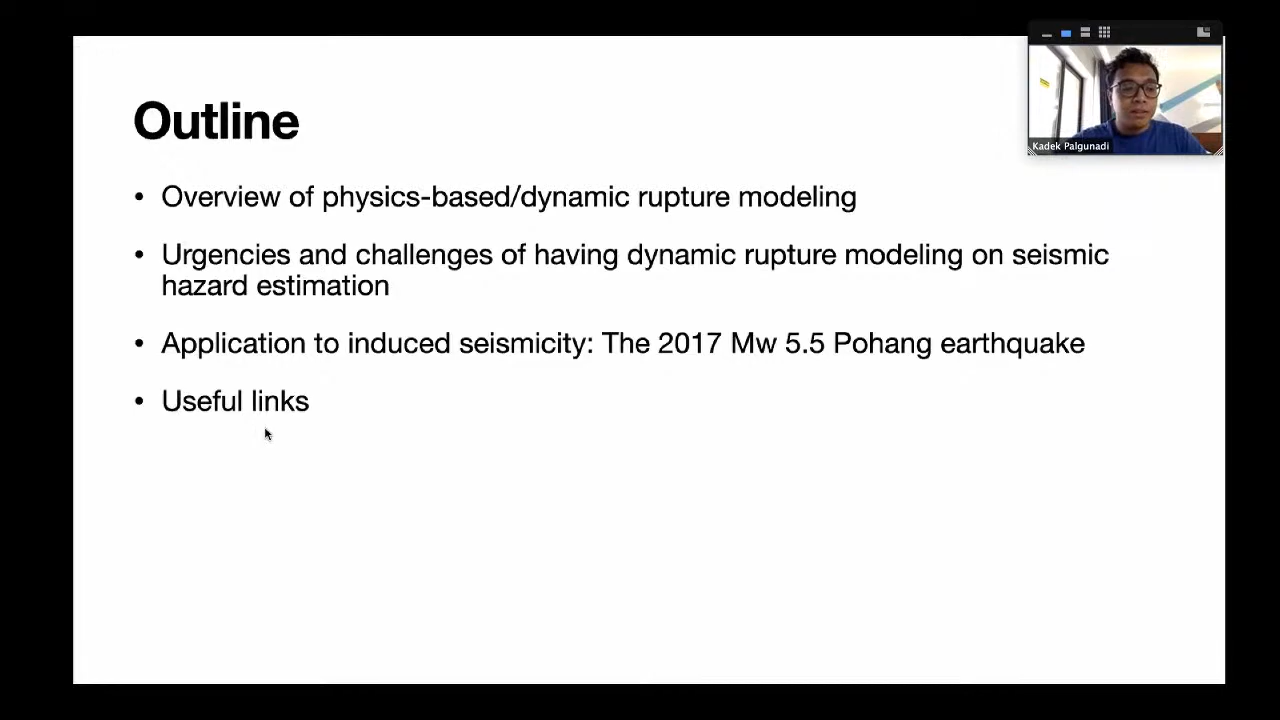 Outline
• Overview of physics-based/dynamic rupture modeling
• Urgencies and challenges of having dynamic rupture modeling on seismic
hazard estimation
• Application to induced seismicity: The 2017 Mw 5.5 Pohang earthquake
• Useful links
Kadek Palgunadi